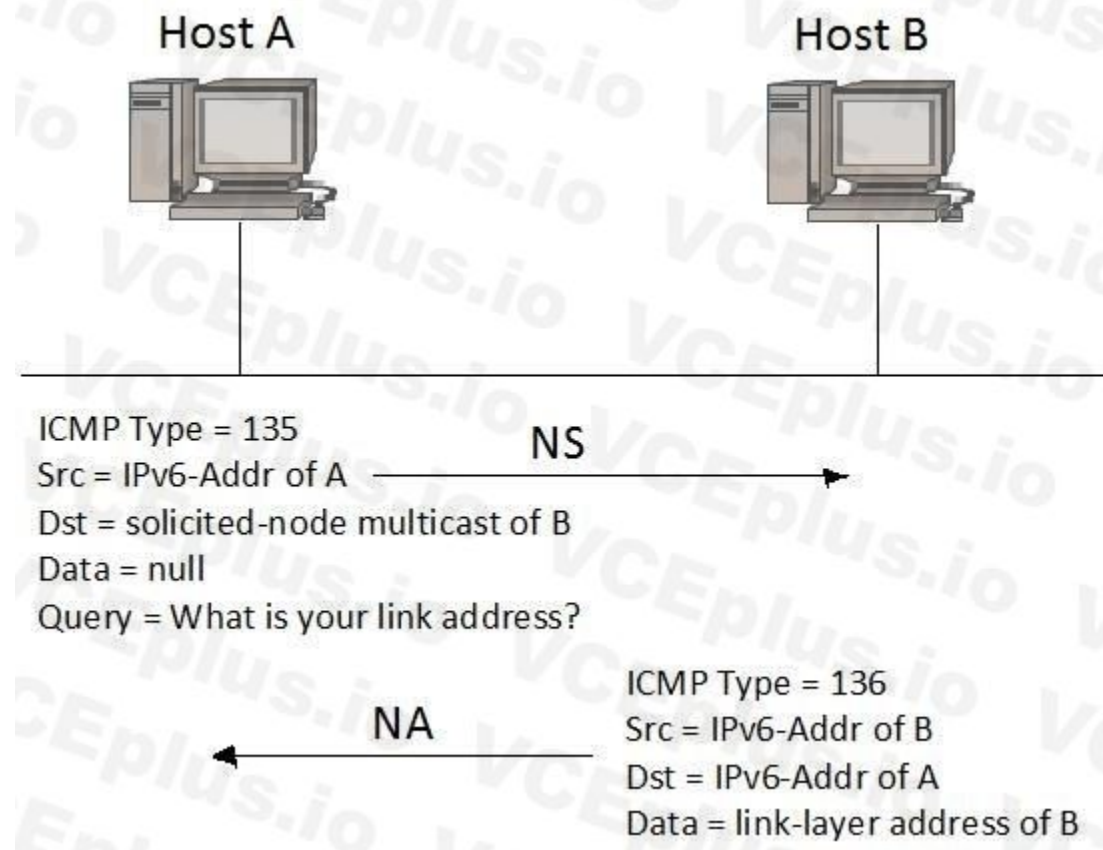 Host A
Host B
ICMP Type = 135
Src = IPv6-Addr of A
NS
Dst = solicited-node multicast of B
Data = null
Query = What is your link address?
NA
ICMP Type = 136
Src = IPv6-Addr of B
Dst = IPv6-Addr of A
Data = link-layer address of B
VCEplus.io